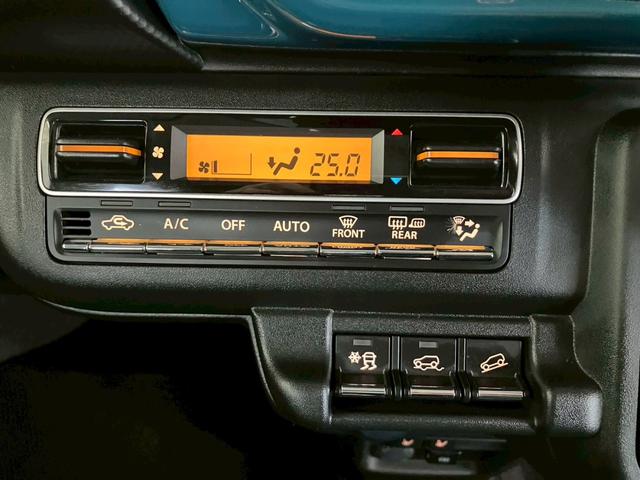 25.0
A/C OFF AUTO FRONT REAR